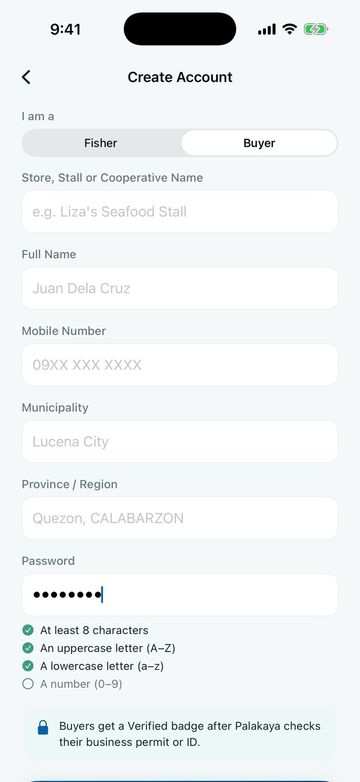 9:41
Create Account
I am a
Fisher
Buyer
Store, Stall or Cooperative Name
e.g. Liza's Seafood Stall
Full Name
Juan Dela Cruz
Mobile Number
09XX XXX XXXX
Municipality
Lucena City
Province / Region
Quezon, CALABARZON
Password
●●●●●●●●
At least 8 characters
An uppercase letter (A–Z)
A lowercase letter (a–z)
A number (0–9)
Buyers get a Verified badge after Palakaya checks
their business permit or ID.